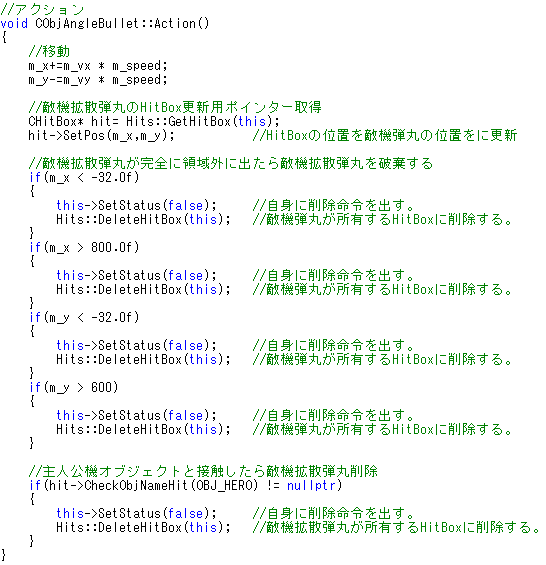 //アクション
void CObjAngleBullet::Action()
{
    //移動
    m_x+=m_vx * m_speed;
    m_y-=m_vy * m_speed;

    //敵機拡散弾丸のHitBox更新用ポインター取得
    CHitBox* hit= Hits::GetHitBox(this);
    hit->SetPos(m_x,m_y);           //HitBoxの位置を敵機弾丸の位置をに更新

    //敵機拡散弾丸が完全に領域外に出たら敵機拡散弾丸を破棄する
    if(m_x < -32.0f)
    {
        this->SetStatus(false);     //自身に削除命令を出す。
        Hits::DeleteHitBox(this);   //敵機弾丸が所有するHitBoxに削除する。
    }
    if(m_x > 800.0f)
    {
        this->SetStatus(false);     //自身に削除命令を出す。
        Hits::DeleteHitBox(this);   //敵機弾丸が所有するHitBoxに削除する。
    }
    if(m_y < -32.0f)
    {
        this->SetStatus(false);     //自身に削除命令を出す。
        Hits::DeleteHitBox(this);   //敵機弾丸が所有するHitBoxに削除する。
    }
    if(m_y > 600)
    {
        this->SetStatus(false);     //自身に削除命令を出す。
        Hits::DeleteHitBox(this);   //敵機弾丸が所有するHitBoxに削除する。
    }

    //主人公機オブジェクトと接触したら敵機拡散弾丸削除
    if(hit->CheckObjNameHit(OBJ_HERO) != nullptr)
    {
        this->SetStatus(false);     //自身に削除命令を出す。
        Hits::DeleteHitBox(this);   //敵機拡散弾丸が所有するHitBoxに削除する。
    }
}